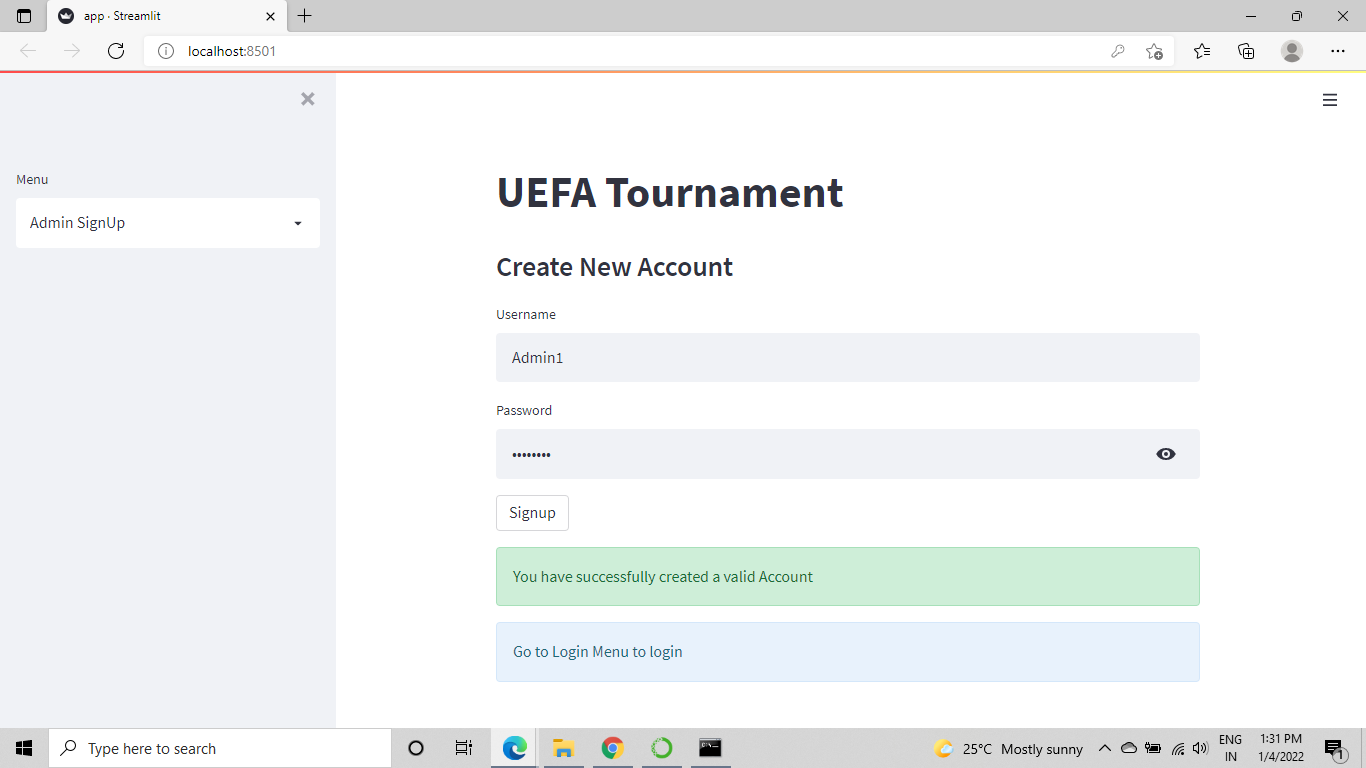 app · Streamlit
localhost:8501
Menu
Admin SignUp
UEFA Tournament
Create New Account
Username
Admin1
Password
••••••••
Signup
You have successfully created a valid Account
Go to Login Menu to login
Type here to search
25°C Mostly sunny
ENG
IN
1:31 PM
1/4/2022
1